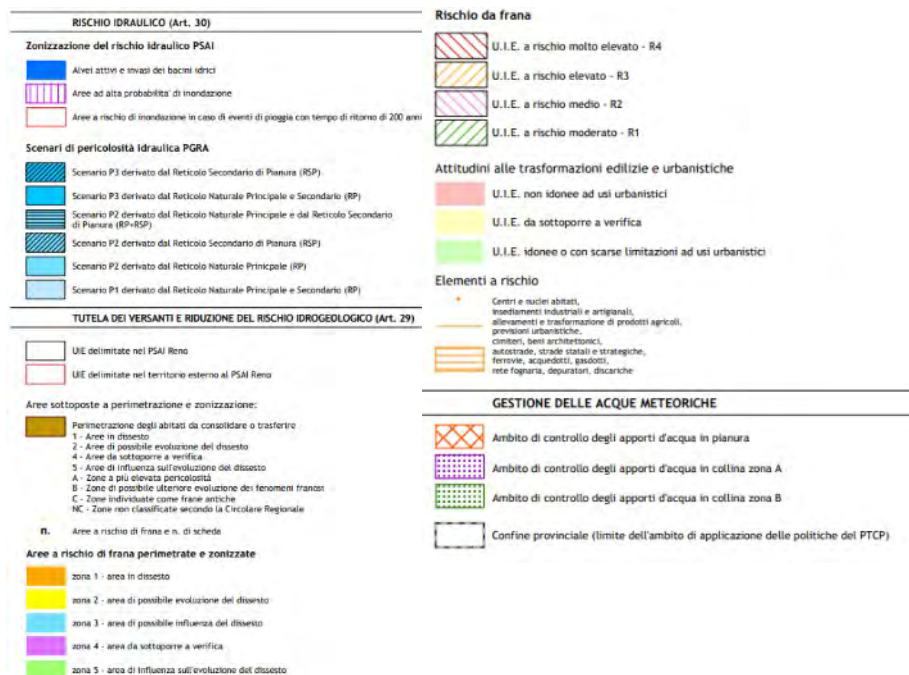 RISCHIO IDRAULICO (Art. 30)
Zonizzazione del rischio idraulico PSAI
Alvei attivi e invasi dei bacini idrici
Aree ad alta probabilita' di inondazione
Aree a rischio di inondazione in caso di eventi di pioggia con tempo di ritorno di 200 anni
Scenari di pericolosità idraulica PGRA
Scenario P3 derivato dal Reticolo Secondario di Pianura (RSP)
Scenario P3 derivato dal Reticolo Naturale Principale e Secondario (RP)
Scenario P2 derivato dal Reticolo Naturale Principale e dal Reticolo Secondario
di Pianura (RP+RSP)
Scenario P2 derivato dal Reticolo Secondario di Pianura (RSP)
Scenario P2 derivato dal Reticolo Naturale Prinicpale (RP)
Scenario P1 derivato dal Reticolo Naturale Principale e Secondario (RP)
TUTELA DEI VERSANTI E RIDUZIONE DEL RISCHIO IDROGEOLOGICO (Art. 29)
UIE delimitate nel PSAI Reno
UIE delimitate nel territorio esterno al PSAI Reno
Aree sottoposte a perimetrazione e zonizzazione:
Perimetrazione degli abitati da consolidare o trasferire
1 - Aree in dissesto
2 - Aree di possibile evoluzione del dissesto
4 - Aree da sottoporre a verifica
5 - Aree di influenza sull'evoluzione del dissesto
A - Zone a più elevata pericolosità
B - Zone di possibile ulteriore evoluzione dei fenomeni franosi
C - Zone individuate come frane antiche
NC - Zone non classificate secondo la Circolare Regionale
n. Aree a rischio di frana e n. di scheda
Aree a rischio di frana perimetrate e zonizzate
zona 1 - area in dissesto
zona 2 - area di possibile evoluzione del dissesto
zona 3 - area di possibile influenza del dissesto
zona 4 - area da sottoporre a verifica
zona 5 - area di influenza sull'evoluzione del dissesto
Rischio da frana
U.I.E. a rischio molto elevato - R4
U.I.E. a rischio elevato - R3
U.I.E. a rischio medio - R2
U.I.E. a rischio moderato - R1
Attitudini alle trasformazioni edilizie e urbanistiche
U.I.E. non idonee ad usi urbanistici
U.I.E. da sottoporre a verifica
U.I.E. idonee o con scarse limitazioni ad usi urbanistici
Elementi a rischio
Centri e nuclei abitati,
insediamenti industriali e artigianali,
allevamenti e trasformazione di prodotti agricoli,
previsioni urbanistiche,
cimiteri, beni architettonici,
autostrade, strade statali e strategiche,
ferrovie, acquedotti, gasdotti,
rete fognaria, depuratori, discariche
GESTIONE DELLE ACQUE METEORICHE
Ambito di controllo degli apporti d'acqua in pianura
Ambito di controllo degli apporti d'acqua in collina zona A
Ambito di controllo degli apporti d'acqua in collina zona B
Confine provinciale (limite dell'ambito di applicazione delle politiche del PTCP)